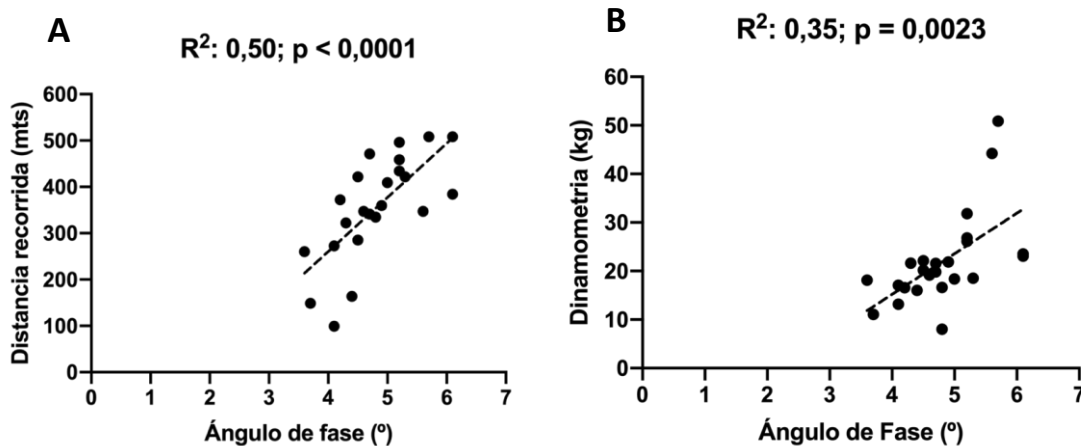 A
R²: 0,50; p < 0,0001
Distancia recorrida (mts)
600
500
400
300
200
100
0
0 1 2 3 4 5 6 7
Ángulo de fase (º)
B
R²: 0,35; p = 0,0023
Dinamometria (kg)
60
50
40
30
20
10
0
0 1 2 3 4 5 6 7
Ángulo de Fase (º)